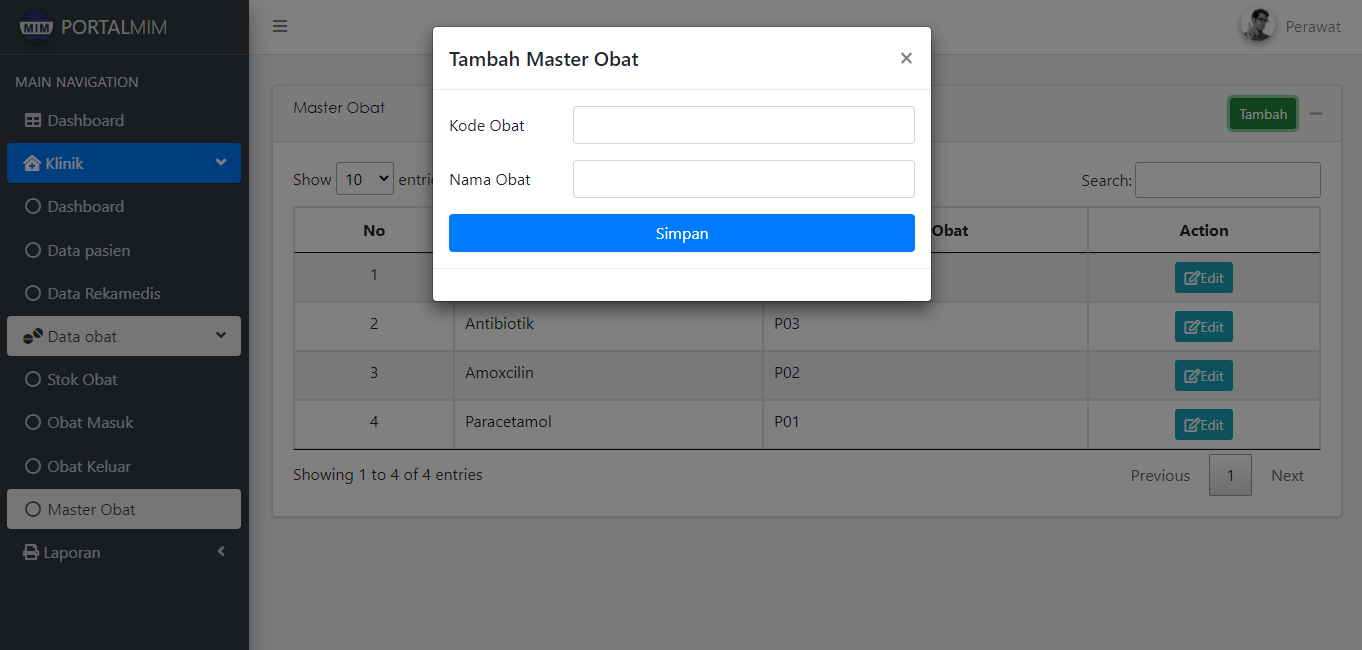 MIM PORTALMIM
Perawat
MAIN NAVIGATION
Dashboard
Klinik
Dashboard
Data pasien
Data Rekamedis
Data obat
Stok Obat
Obat Masuk
Obat Keluar
Master Obat
Laporan
Tambah Master Obat ×
Kode Obat
Nama Obat
Simpan
Master Obat Tambah
Show 10
Search:
No Obat Action
1 Edit
2 Antibiotik P03 Edit
3 Amoxcilin P02 Edit
4 Paracetamol P01 Edit
Showing 1 to 4 of 4 entries
Previous 1 Next